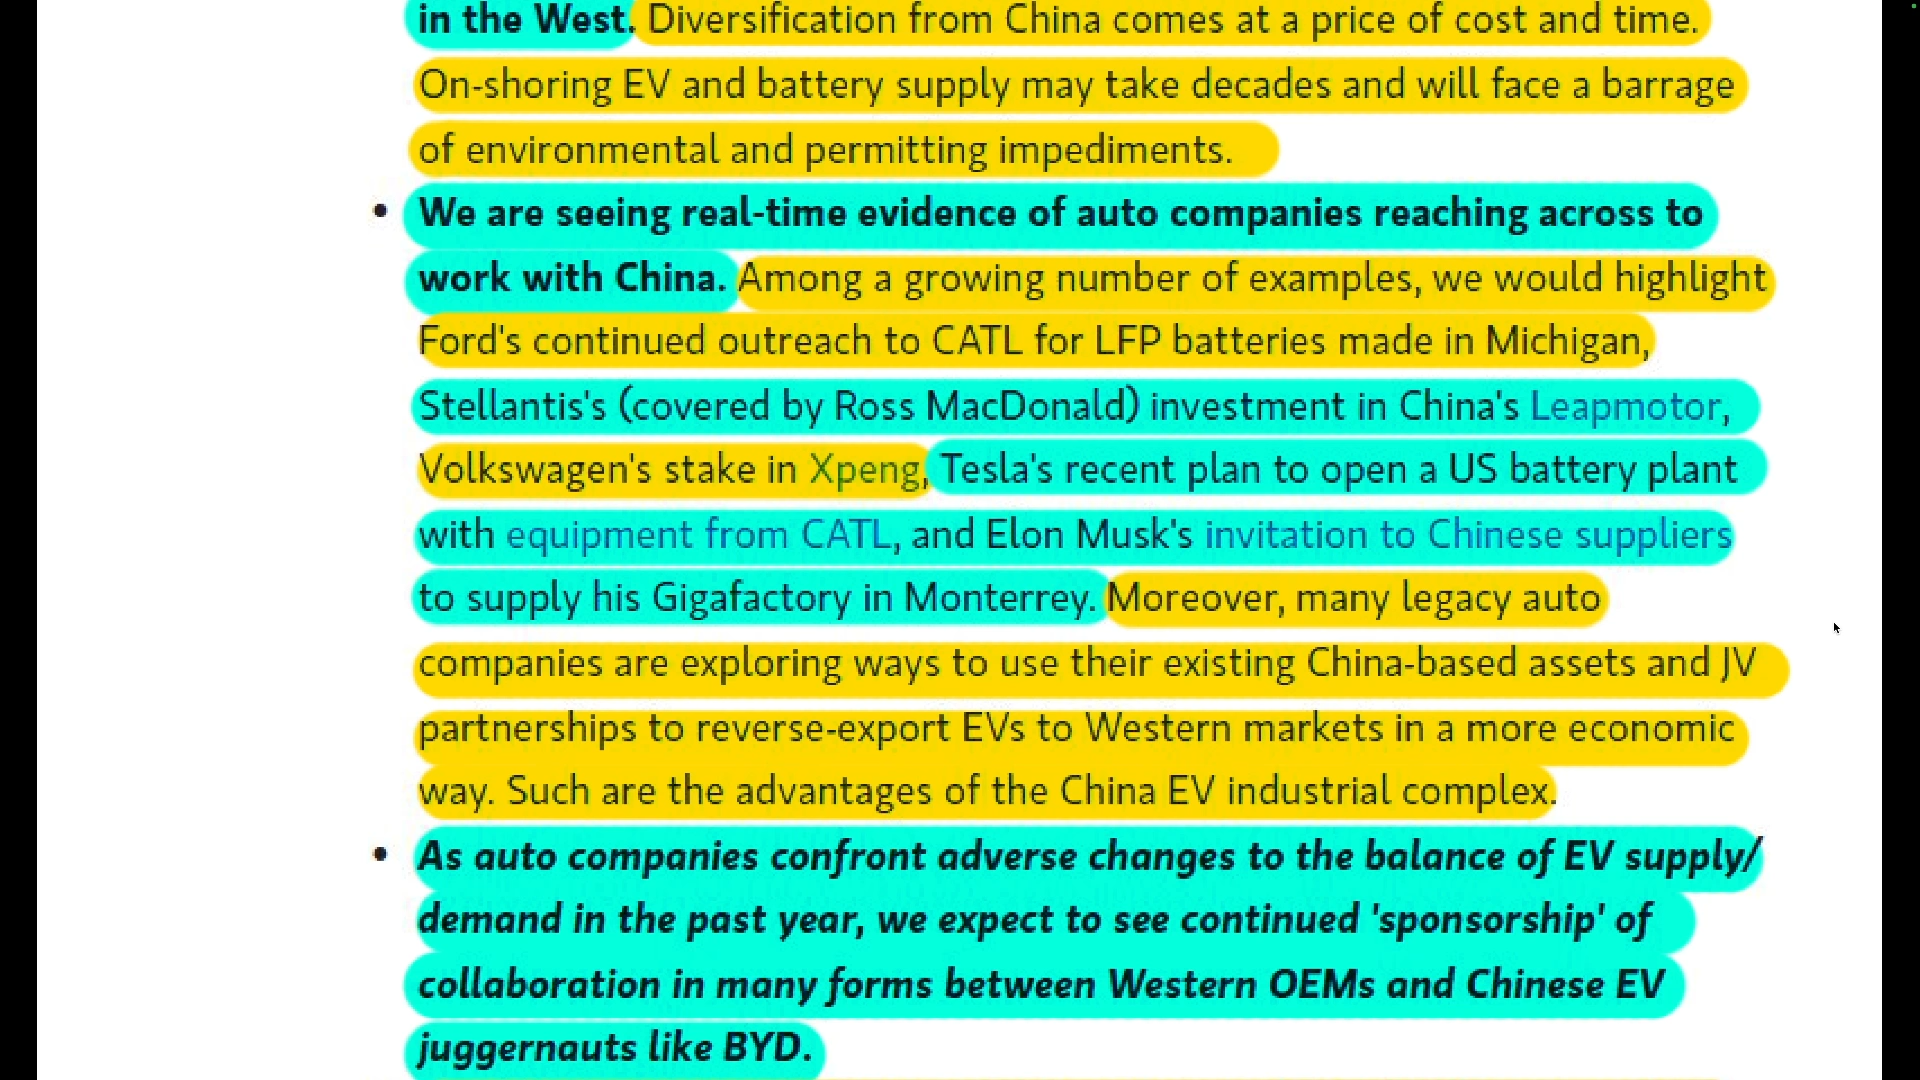 in the West. Diversification from China comes at a price of cost and time.
On-shoring EV and battery supply may take decades and will face a barrage
of environmental and permitting impediments.
• We are seeing real-time evidence of auto companies reaching across to
work with China. Among a growing number of examples, we would highlight
Ford's continued outreach to CATL for LFP batteries made in Michigan,
Stellantis's (covered by Ross MacDonald) investment in China's Leapmotor,
Volkswagen's stake in Xpeng, Tesla's recent plan to open a US battery plant
with equipment from CATL, and Elon Musk's invitation to Chinese suppliers
to supply his Gigafactory in Monterrey. Moreover, many legacy auto
companies are exploring ways to use their existing China-based assets and JV
partnerships to reverse-export EVs to Western markets in a more economic
way. Such are the advantages of the China EV industrial complex.
• As auto companies confront adverse changes to the balance of EV supply/
demand in the past year, we expect to see continued 'sponsorship' of
collaboration in many forms between Western OEMs and Chinese EV
juggernauts like BYD.